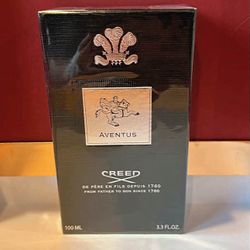 AVENTUS
CREED
DE PÈRE EN FILS DEPUIS 1760
FROM FATHER TO SON SINCE 1760
100 ML 3.3 FL.OZ.